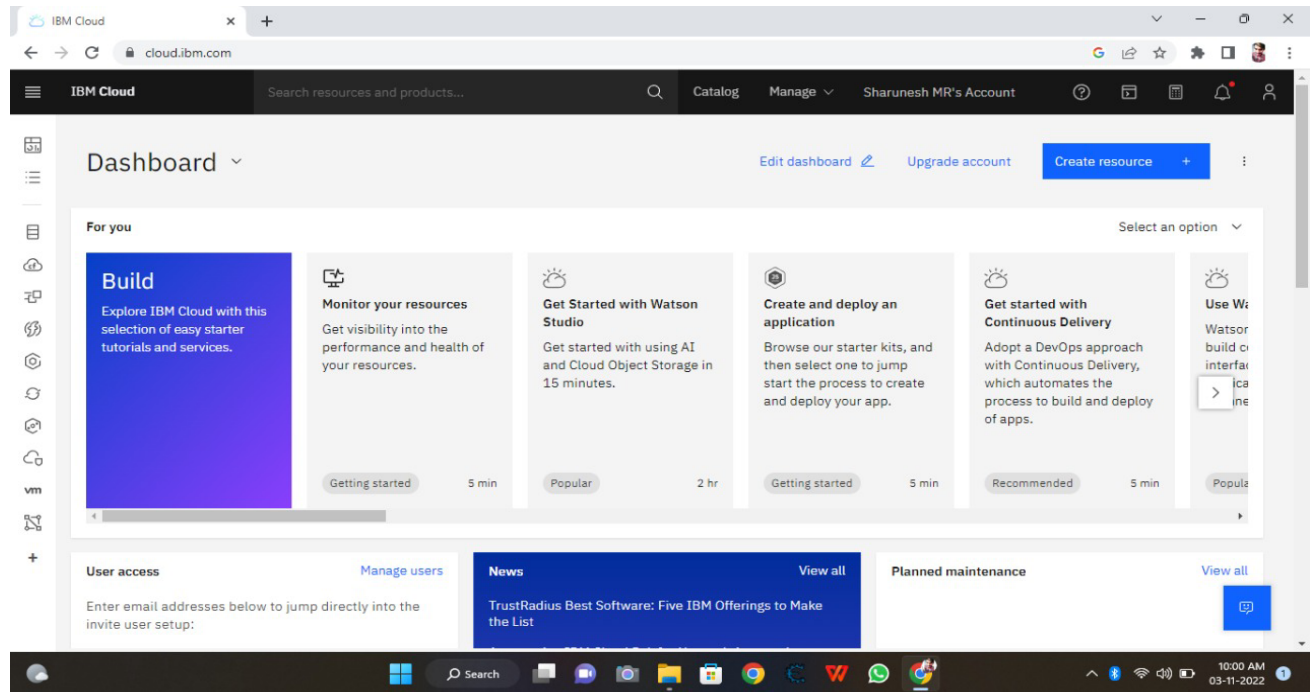 IBM Cloud
cloud.ibm.com
IBM Cloud
Search resources and products...
Catalog
Manage
Sharunesh MR's Account
Dashboard
Edit dashboard
Upgrade account
Create resource +
For you
Select an option
Build
Explore IBM Cloud with this
selection of easy starter
tutorials and services.
Monitor your resources
Get visibility into the
performance and health of
your resources.
Getting started
5 min
Get Started with Watson
Studio
Get started with using AI
and Cloud Object Storage in
15 minutes.
Popular
2 hr
Create and deploy an
application
Browse our starter kits, and
then select one to jump
start the process to create
and deploy your app.
Getting started
5 min
Get started with
Continuous Delivery
Adopt a DevOps approach
with Continuous Delivery,
which automates the
process to build and deploy
of apps.
Recommended
5 min
Use
build
vm
User access
Manage users
Enter email addresses below to jump directly into the
invite user setup:
News
View all
TrustRadius Best Software: Five IBM Offerings to Make
the List
Planned maintenance
View all
Search
10:00 AM
03-11-2022
1